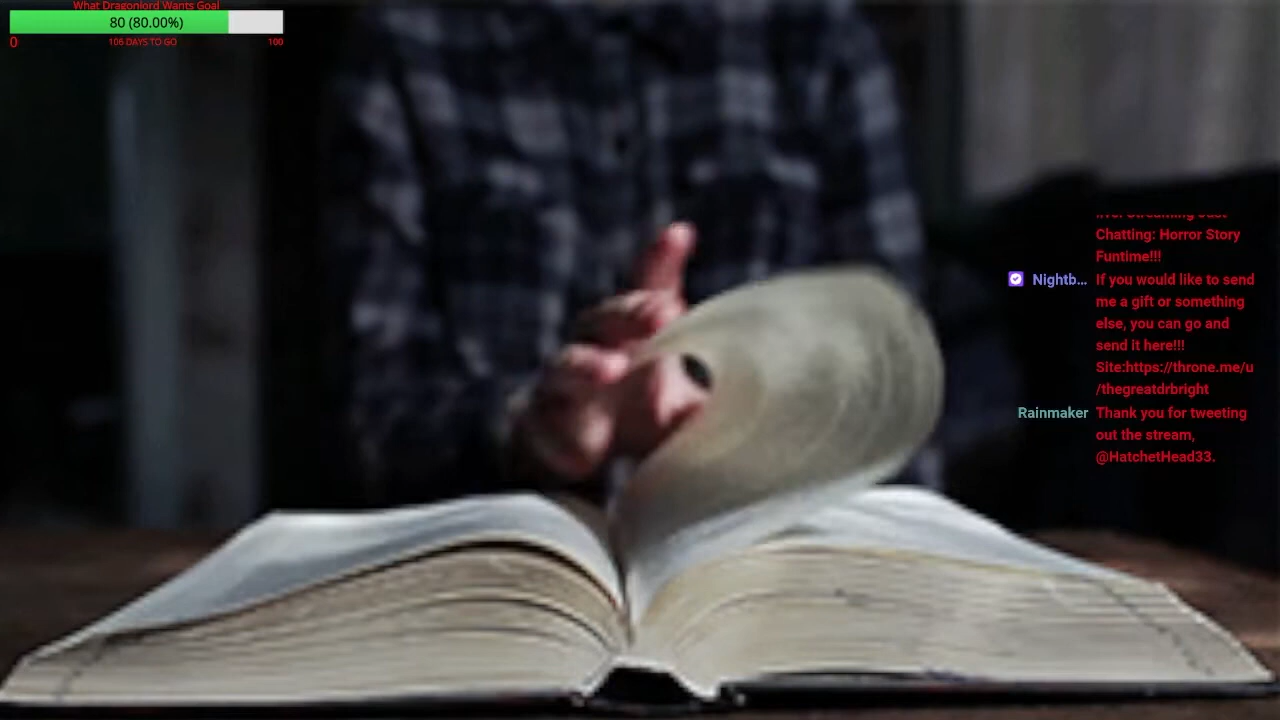 What Dragonlord Wants Goal
80 (80.00%)
0 106 DAYS TO GO 100
Chatting: Horror Story
Funtime!!!
Nightb... If you would like to send
me a gift or something
else, you can go and
send it here!!!
Site:https://throne.me/u
/thegreatdrbright
Rainmaker Thank you for tweeting
out the stream,
@HatchetHead33.